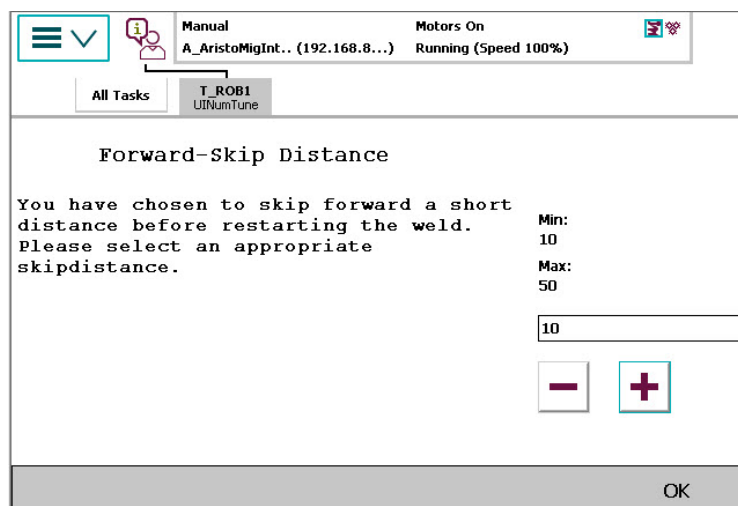 Manual
Motors On
A_AristoMigInt.. (192.168.8...)
Running (Speed 100%)
All Tasks
T_ROB1
UINumTune
Forward-Skip Distance
You have chosen to skip forward a short
distance before restarting the weld.
Please select an appropriate
skipdistance.
Min:
10
Max:
50
10
OK